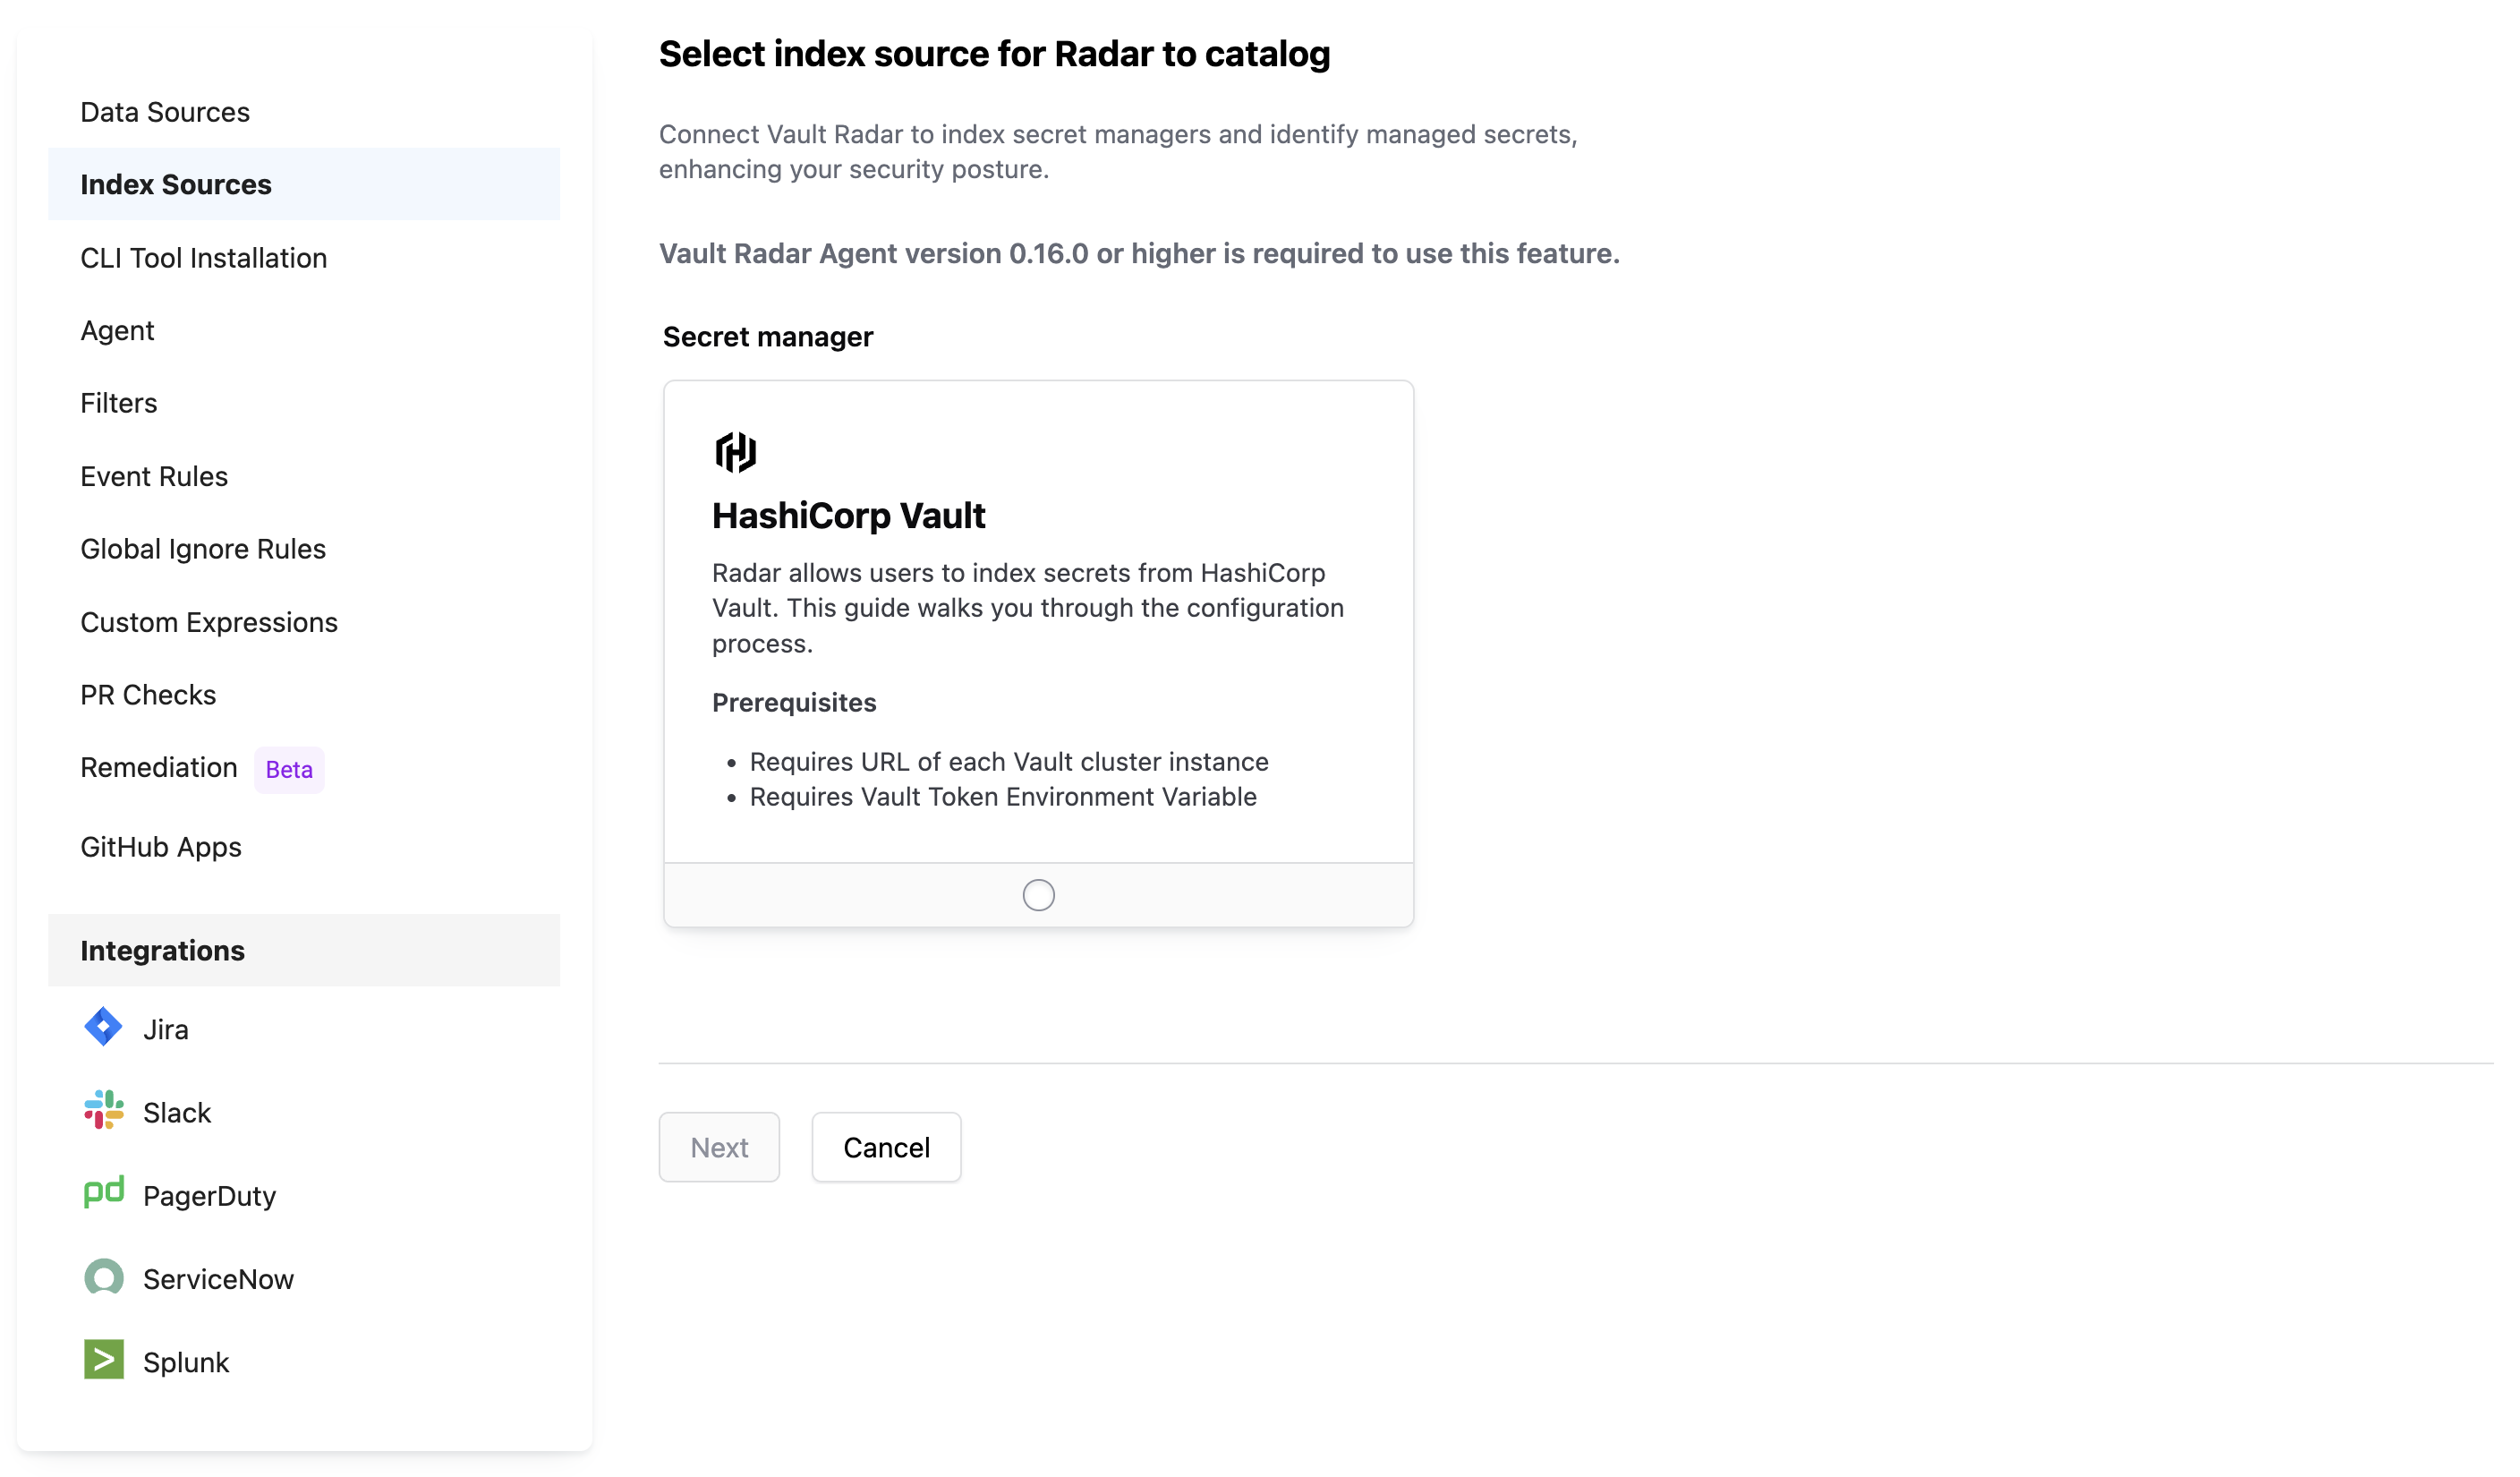 Data Sources
Index Sources
CLI Tool Installation
Agent
Filters
Event Rules
Global Ignore Rules
Custom Expressions
PR Checks
Remediation Beta
GitHub Apps
Integrations
Jira
Slack
pd PagerDuty
ServiceNow
> Splunk
Select index source for Radar to catalog
Connect Vault Radar to index secret managers and identify managed secrets,
enhancing your security posture.
Vault Radar Agent version 0.16.0 or higher is required to use this feature.
Secret manager
HashiCorp Vault
Radar allows users to index secrets from HashiCorp
Vault. This guide walks you through the configuration
process.
Prerequisites
• Requires URL of each Vault cluster instance
• Requires Vault Token Environment Variable
Next Cancel